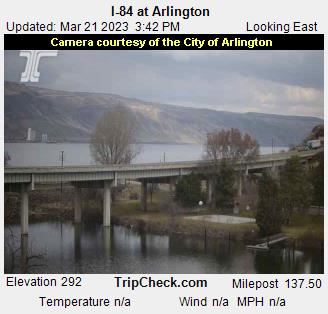 I-84 at Arlington
Updated: Mar 21 2023 3:42 PM Looking East
Camera courtesy of the City of Arlington
Elevation 292 TripCheck.com Milepost 137.50
Temperature n/a Wind n/a MPH n/a